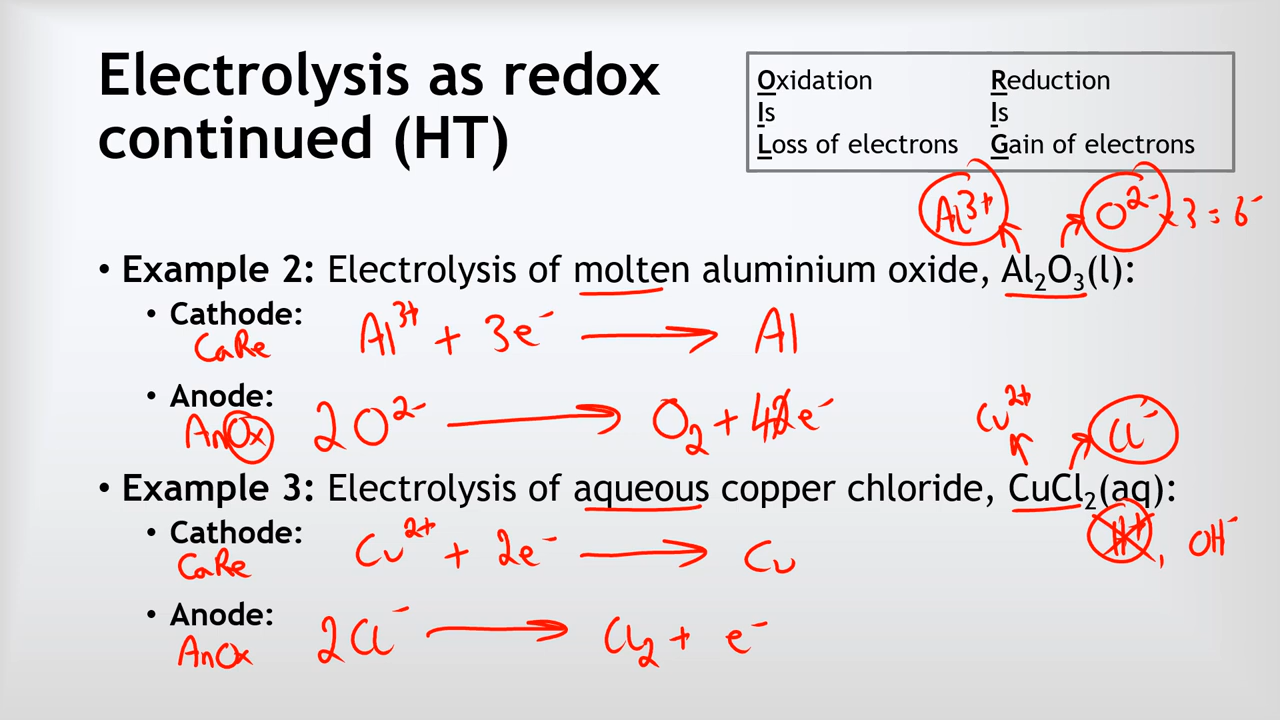 Electrolysis as redox
continued (HT)
Oxidation Reduction
Is Is
Loss of electrons Gain of electrons
Al³⁺ O²⁻ × 3 = 6⁻
• Example 2: Electrolysis of molten aluminium oxide, Al₂O₃(l):
• Cathode:
CaRe
Al³⁺ + 3e⁻ ⟶ Al
• Anode:
AnOx
2O²⁻ ⟶ O₂ + 4e⁻
Cu²⁺ Cl⁻
• Example 3: Electrolysis of aqueous copper chloride, CuCl₂(aq):
H⁺, OH⁻
• Cathode:
CaRe
Cu²⁺ + 2e⁻ ⟶ Cu
• Anode:
AnOx
2Cl⁻ ⟶ Cl₂ + e⁻